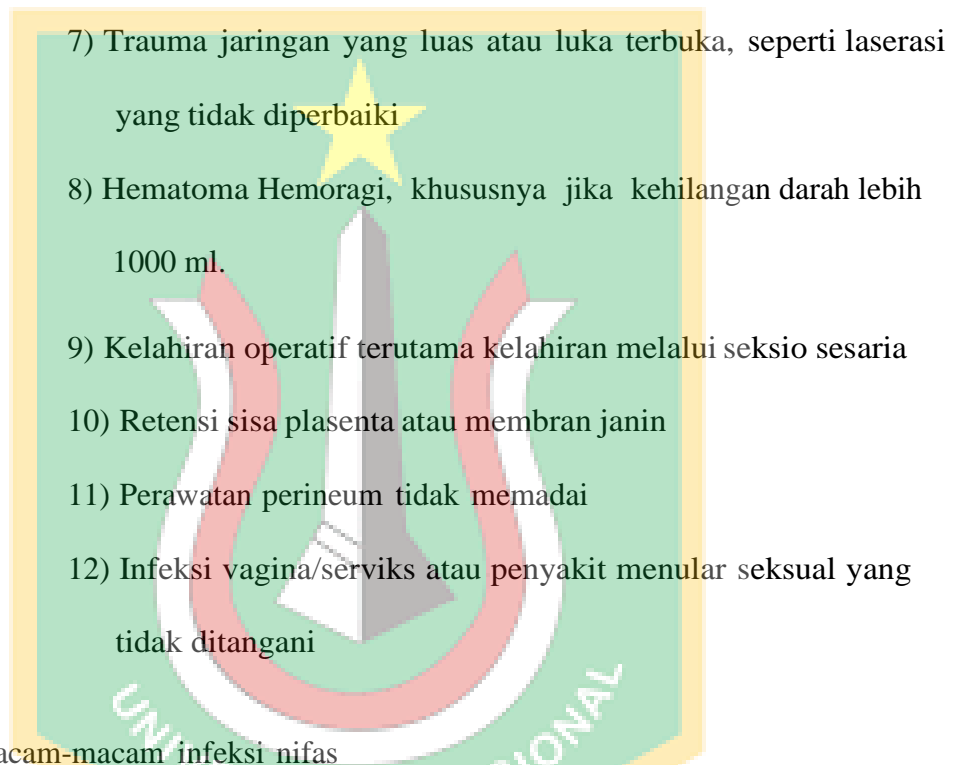 7) Trauma jaringan yang luas atau luka terbuka, seperti laserasi
yang tidak diperbaiki
8) Hematoma Hemoragi, khususnya jika kehilangan darah lebih
1000 ml.
9) Kelahiran operatif terutama kelahiran melalui seksio sesaria
10) Retensi sisa plasenta atau membran janin
11) Perawatan perineum tidak memadai
12) Infeksi vagina/serviks atau penyakit menular seksual yang
tidak ditangani
acam-macam infeksi nifas